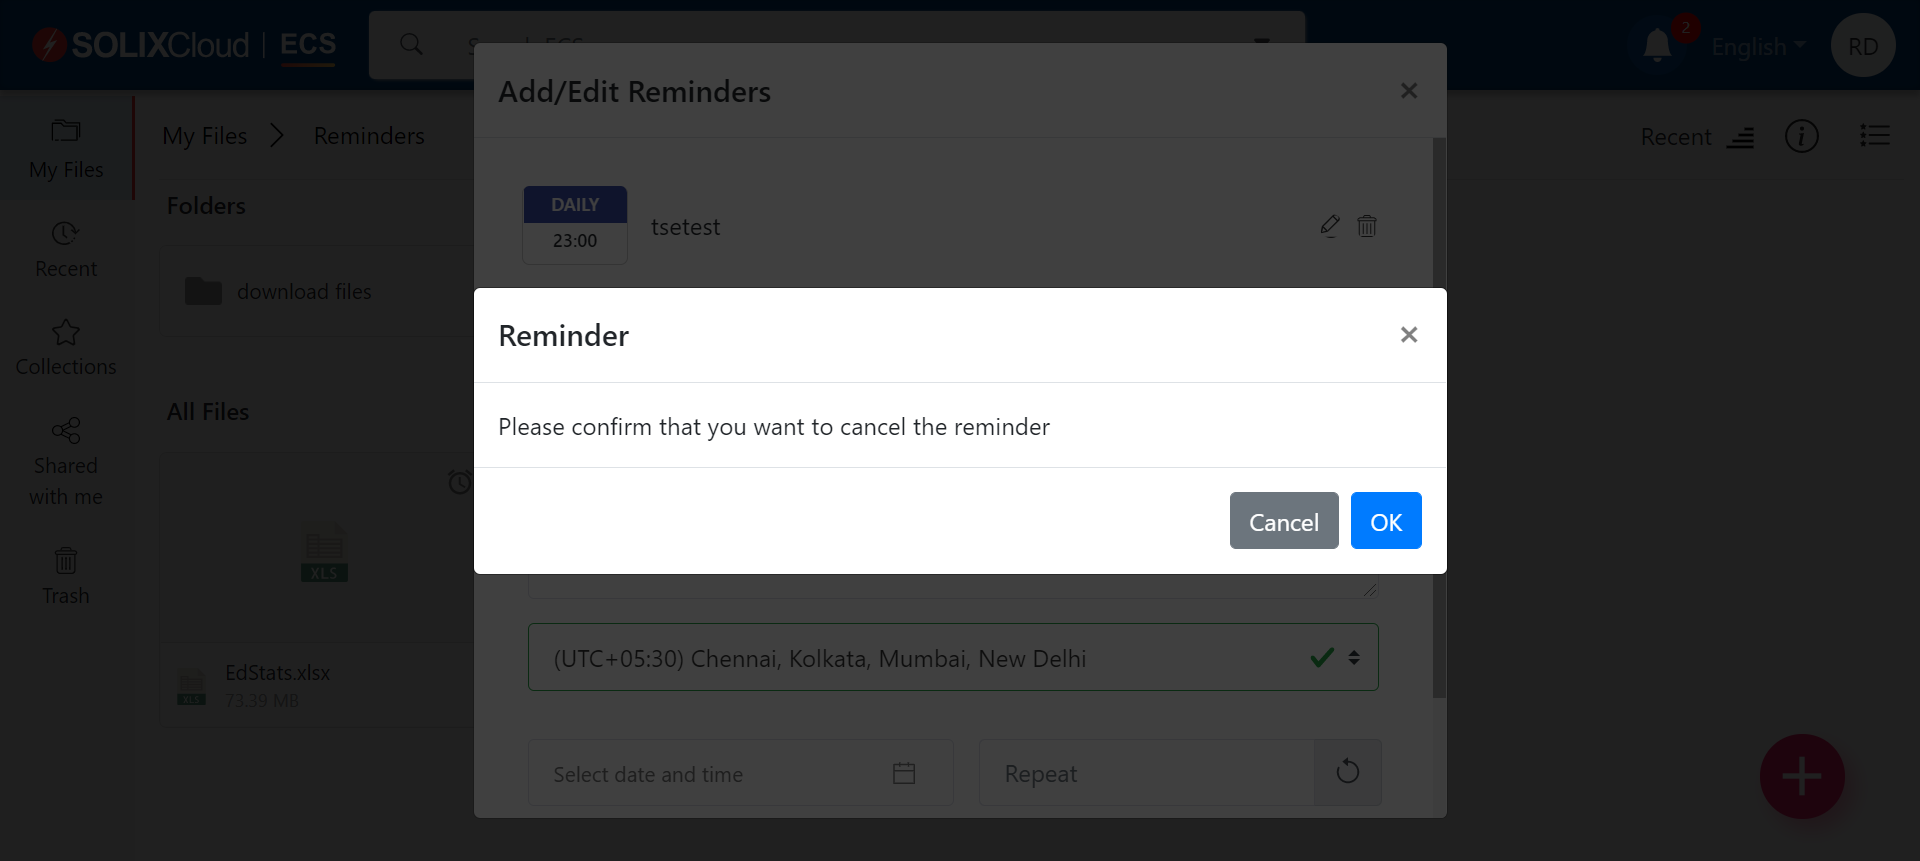 SOLIXCloud | ECS
2
English
RD
Add/Edit Reminders
My Files
My Files
Reminders
Recent
DAILY
23:00
tsetest
Folders
Recent
download files
Collections
Reminder
Please confirm that you want to cancel the reminder
Cancel
OK
All Files
Shared
with me
XLS
Trash
(UTC+05:30) Chennai, Kolkata, Mumbai, New Delhi
EdStats.xlsx
XLS
73.39 MB
Select date and time
Repeat